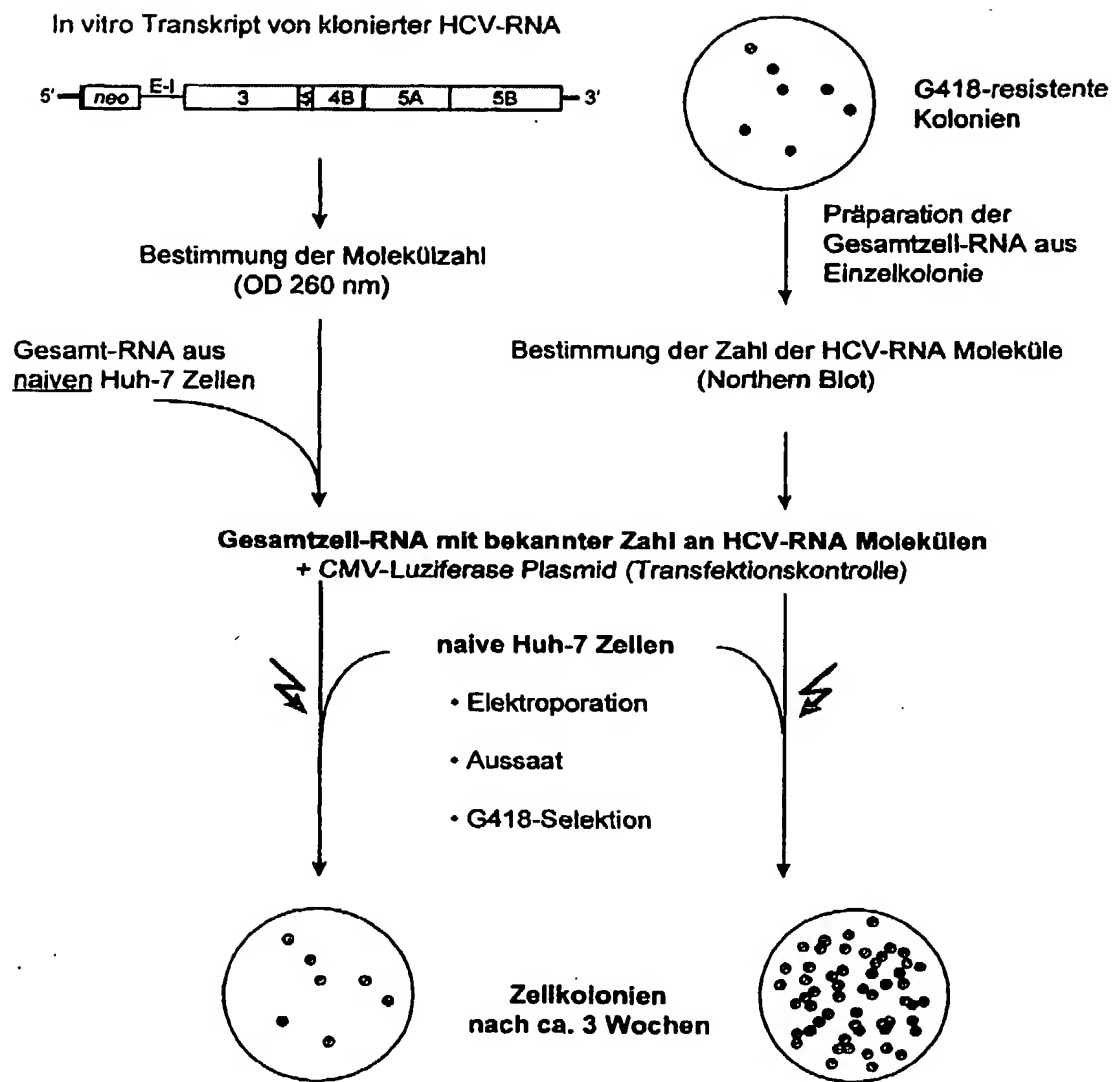 In vitro Transkript von klonierter HCV-RNA
5' neo E-I 3 4B 5A 5B 3'
G418-resistente
Kolonien
Präparation der
Gesamtzell-RNA aus
Einzelkolonie
Bestimmung der Molekülzahl
(OD 260 nm)
Gesamt-RNA aus
naiven Huh-7 Zellen
Bestimmung der Zahl der HCV-RNA Moleküle
(Northern Blot)
Gesamtzell-RNA mit bekannter Zahl an HCV-RNA Molekülen
+ CMV-Luziferase Plasmid (Transfektionskontrolle)
naive Huh-7 Zellen
• Elektroporation
• Aussaat
• G418-Selektion
Zellkolonien
nach ca. 3 Wochen